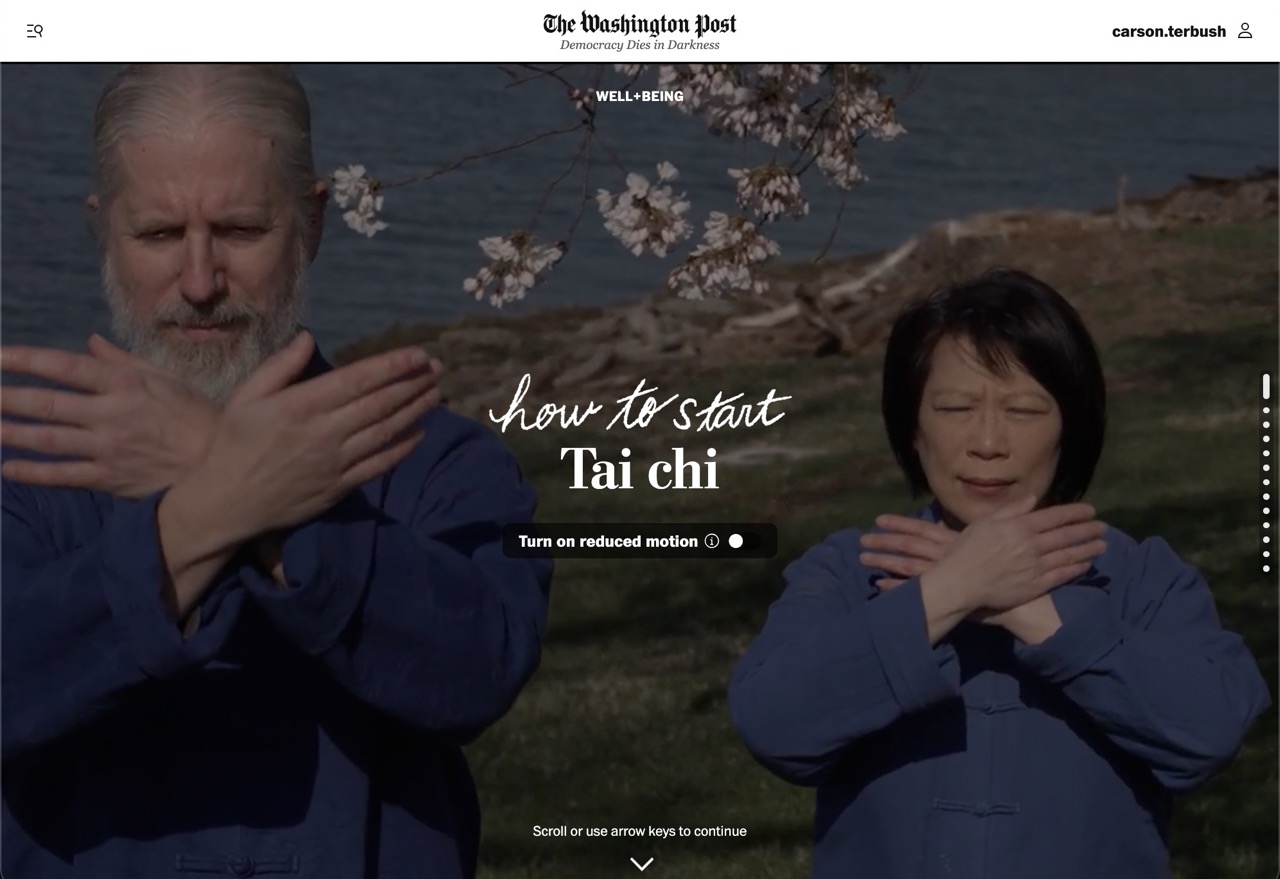 The Washington Post
Democracy Dies in Darkness
carson.terbush
WELL+BEING
how to start
Tai chi
Turn on reduced motion
Scroll or use arrow keys to continue